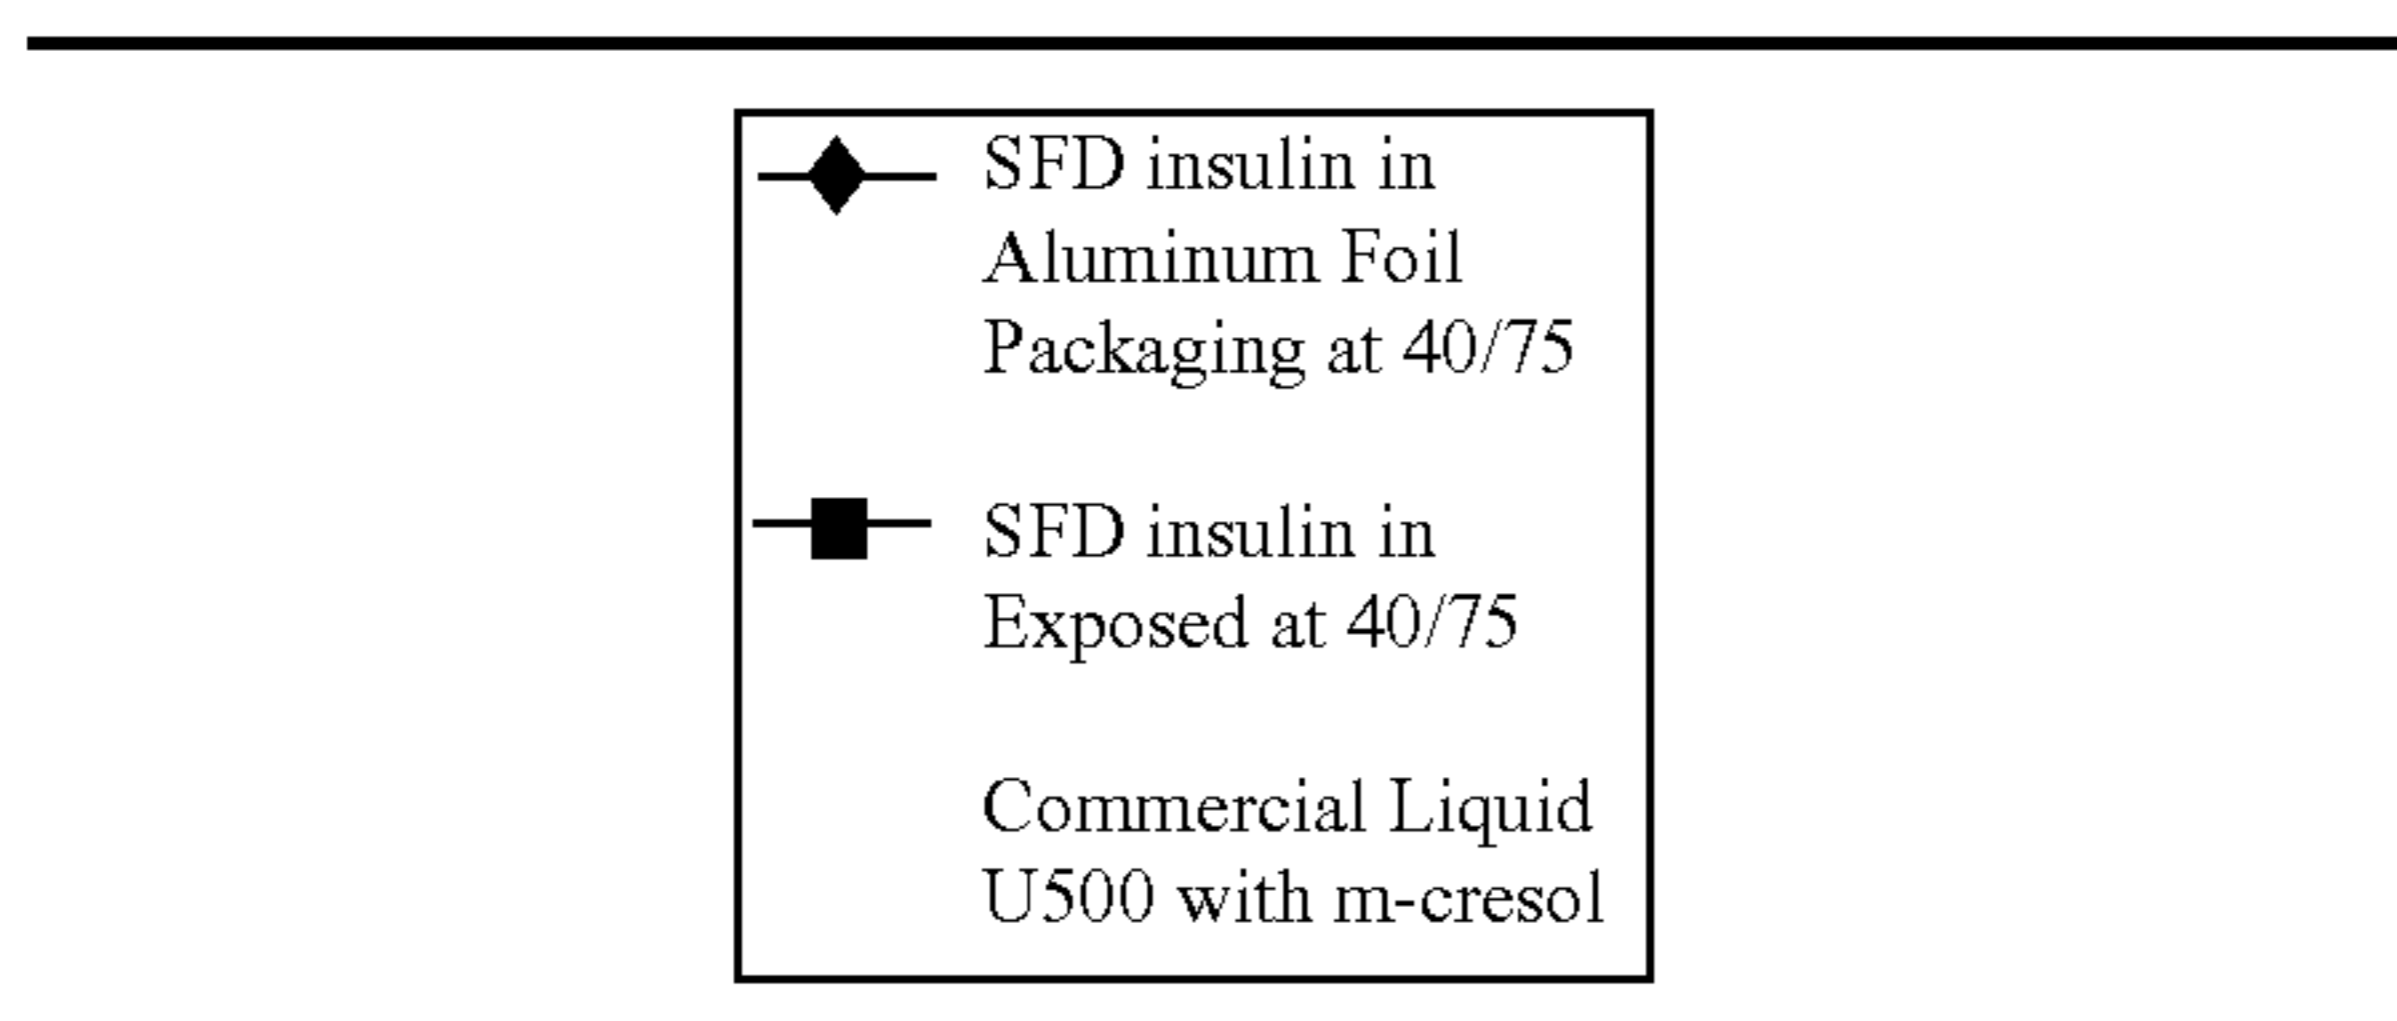 SFD insulin in
Aluminum Foil
Packaging at 40/75
SFD insulin in
Exposed at 40/75
Commercial Liquid
U500 with m-cresol